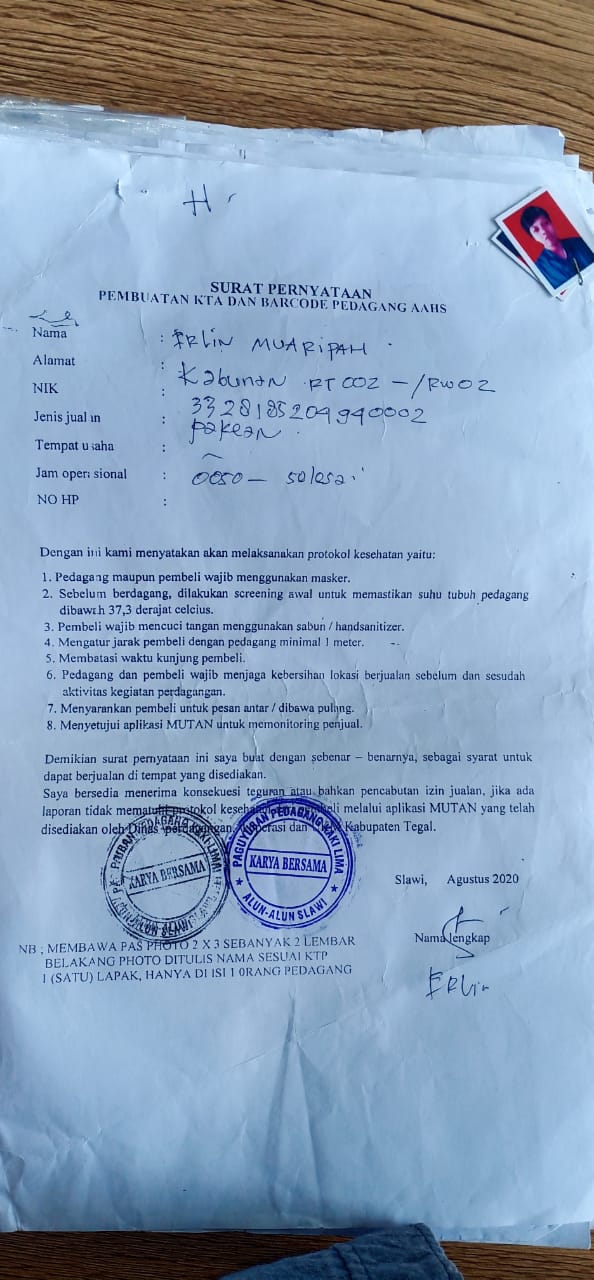 H
SURAT PERNYATAAN
PEMBUATAN KTA DAN BARCODE PEDAGANG AAHS
Nama : ERLIN MUARIPAH
Alamat : Kabunan RT 002 - /RW 02
NIK : 3328185204940002
Jenis jualan : pakean
Tempat usaha :
Jam operasional : 0050 - selesai
NO HP :
Dengan ini kami menyatakan akan melaksanakan protokol kesehatan yaitu:
1. Pedagang maupun pembeli wajib menggunakan masker.
2. Sebelum berdagang, dilakukan screening awal untuk memastikan suhu tubuh pedagang
dibawah 37,3 derajat celcius.
3. Pembeli wajib mencuci tangan menggunakan sabun / handsanitizer.
4. Mengatur jarak pembeli dengan pedagang minimal 1 meter.
5. Membatasi waktu kunjung pembeli.
6. Pedagang dan pembeli wajib menjaga kebersihan lokasi berjualan sebelum dan sesudah
aktivitas kegiatan perdagangan.
7. Menyarankan pembeli untuk pesan antar / dibawa pulang.
8. Menyetujui aplikasi MUTAN untuk memonitoring penjual.
Demikian surat pernyataan ini saya buat dengan sebenar – benarnya, sebagai syarat untuk
dapat berjualan di tempat yang disediakan.
Saya bersedia menerima konsekuesi teguran atau bahkan pencabutan izin jualan, jika ada
laporan tidak mematuhi protokol kesehatan pembeli melalui aplikasi MUTAN yang telah
disediakan oleh Dinas perdagangan, Koperasi dan UKM Kabupaten Tegal.
PAGUYUBAN PEDAGANG KAKI LIMA
KARYA BERSAMA
ALUN-ALUN SLAWI
PAGUYUBAN PEDAGANG KAKI LIMA
KARYA BERSAMA
ALUN-ALUN SLAWI
Slawi, Agustus 2020
Nama lengkap
ERLin
NB ; MEMBAWA PAS PHOTO 2 X 3 SEBANYAK 2 LEMBAR
BELAKANG PHOTO DITULIS NAMA SESUAI KTP
1 (SATU) LAPAK, HANYA DI ISI 1 0RANG PEDAGANG